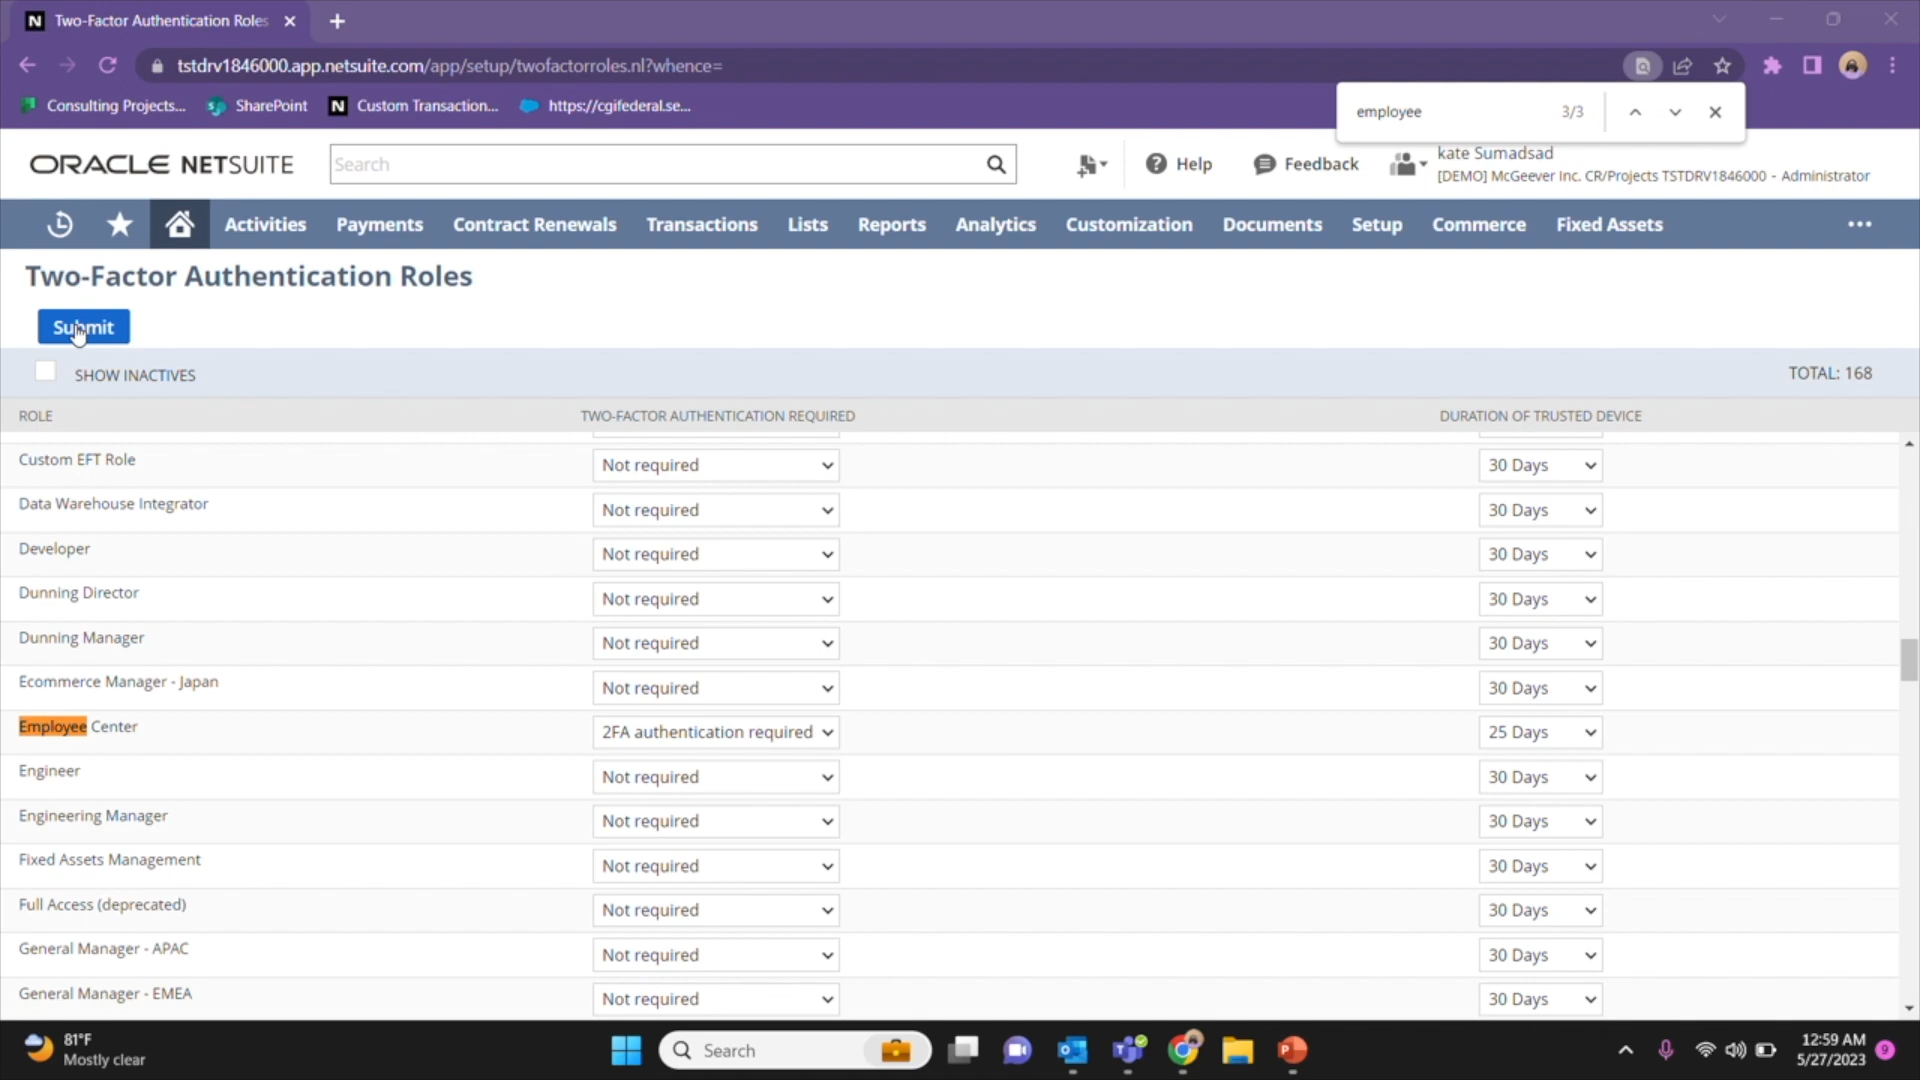 Two-Factor Authentication Roles
tstdrv1846000.app.netsuite.com/app/setup/twofactorroles.nl?whence=
Consulting Projects... SharePoint Custom Transaction... https://cgifederal.se...
employee 3/3
ORACLE NETSUITE Search Help Feedback
kate Sumadsad
[DEMO] McGeever Inc. CR/Projects TSTDRV1846000 - Administrator
Activities Payments Contract Renewals Transactions Lists Reports Analytics Customization Documents Setup Commerce Fixed Assets
Two-Factor Authentication Roles
Submit
SHOW INACTIVES TOTAL: 168
ROLE TWO-FACTOR AUTHENTICATION REQUIRED DURATION OF TRUSTED DEVICE
Custom EFT Role Not required 30 Days
Data Warehouse Integrator Not required 30 Days
Developer Not required 30 Days
Dunning Director Not required 30 Days
Dunning Manager Not required 30 Days
Ecommerce Manager - Japan Not required 30 Days
Employee Center 2FA authentication required 25 Days
Engineer Not required 30 Days
Engineering Manager Not required 30 Days
Fixed Assets Management Not required 30 Days
Full Access (deprecated) Not required 30 Days
General Manager - APAC Not required 30 Days
General Manager - EMEA Not required 30 Days
81°F
Mostly clear
Search
12:59 AM
5/27/2023
9